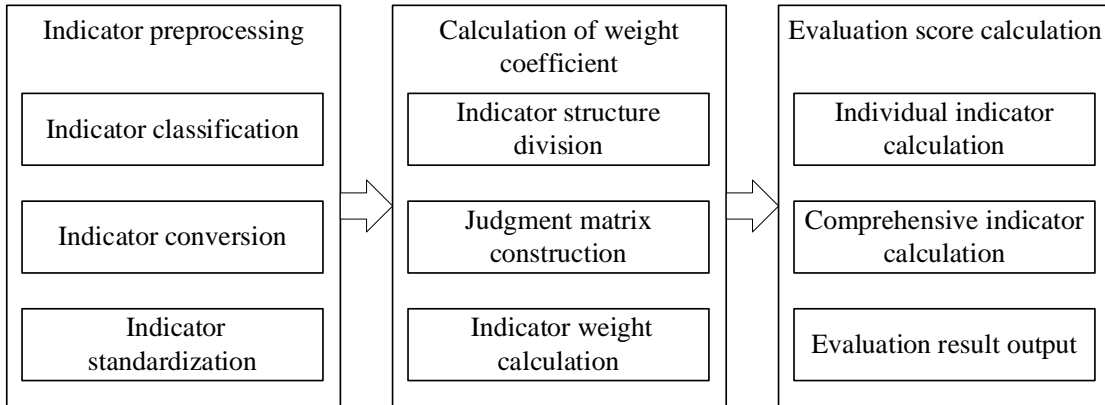 Indicator preprocessing
Indicator classification
Indicator conversion
Indicator
standardization
Calculation of weight
coefficient
Indicator structure
division
Judgment matrix
construction
Indicator weight
calculation
Evaluation score calculation
Individual indicator
calculation
Comprehensive indicator
calculation
Evaluation result output